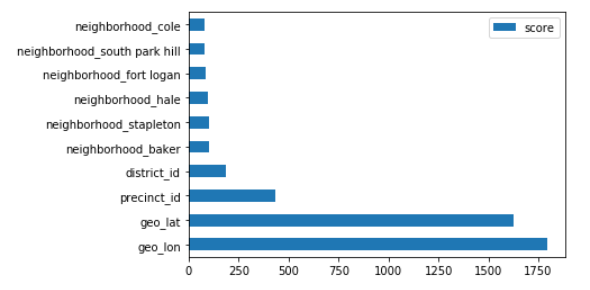 neighborhood_cole
score
neighborhood_south park hill
neighborhood_fort logan
neighborhood_hale
neighborhood_stapleton
neighborhood_baker
district_id
precinct_id
geo_lat
geo_lon
0 250 500 750 1000 1250 1500 1750